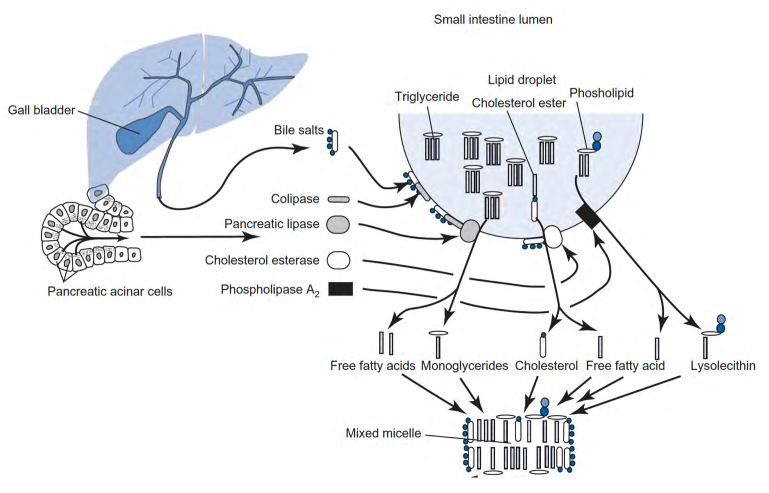 Small intestine lumen
Lipid droplet
Triglyceride
Cholesterol ester
Phosholipid
Gall bladder
Bile salts
Colipase
Pancreatic lipase
Cholesterol esterase
Phospholipase A2
Pancreatic acinar cells
Free fatty acids
Monoglycerides
Cholesterol
Free fatty acid
Lysolecithin
Mixed micelle